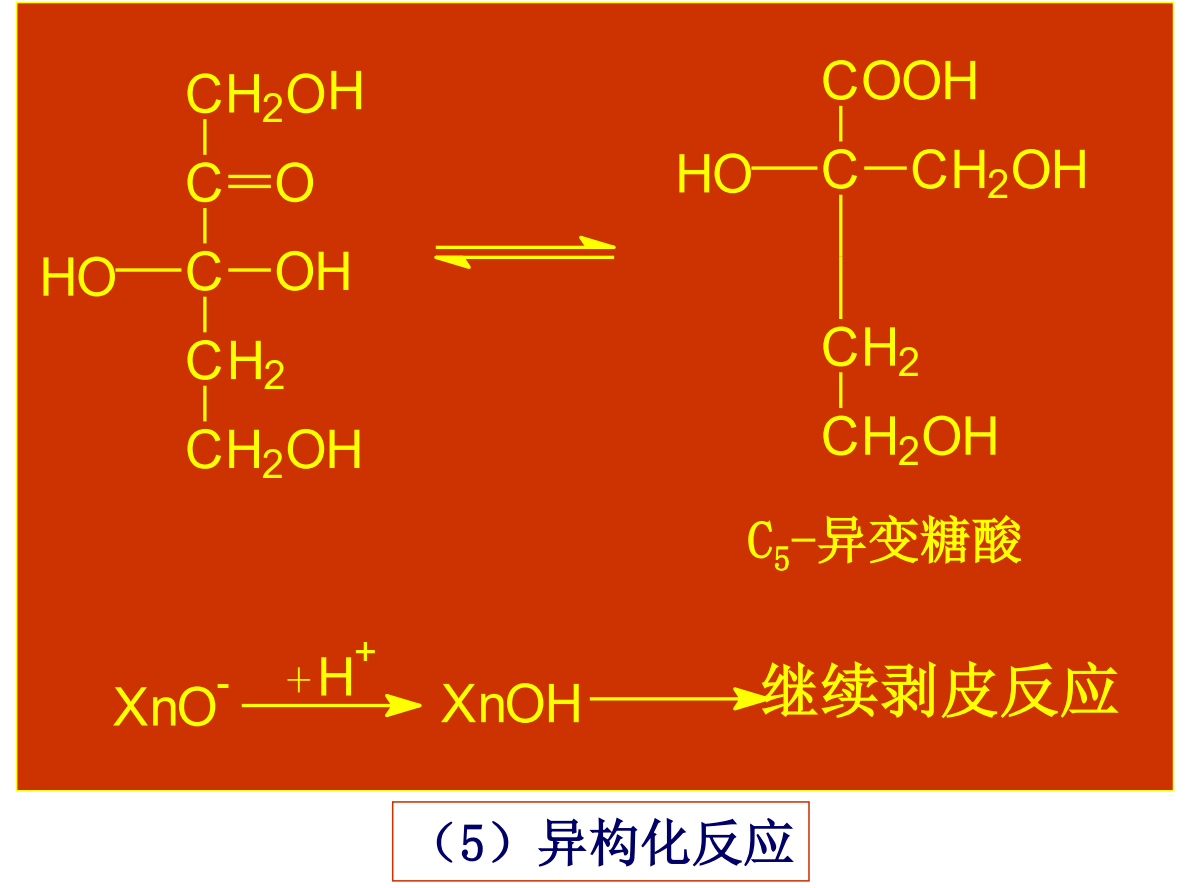 CH₂OH
C=O
HO—C—OH
CH₂
CH₂OH
COOH
HO—C—CH₂OH
CH₂
CH₂OH
C₅-异变糖酸
XnO⁻ +H⁺ XnOH 继续剥皮反应
（5）异构化反应